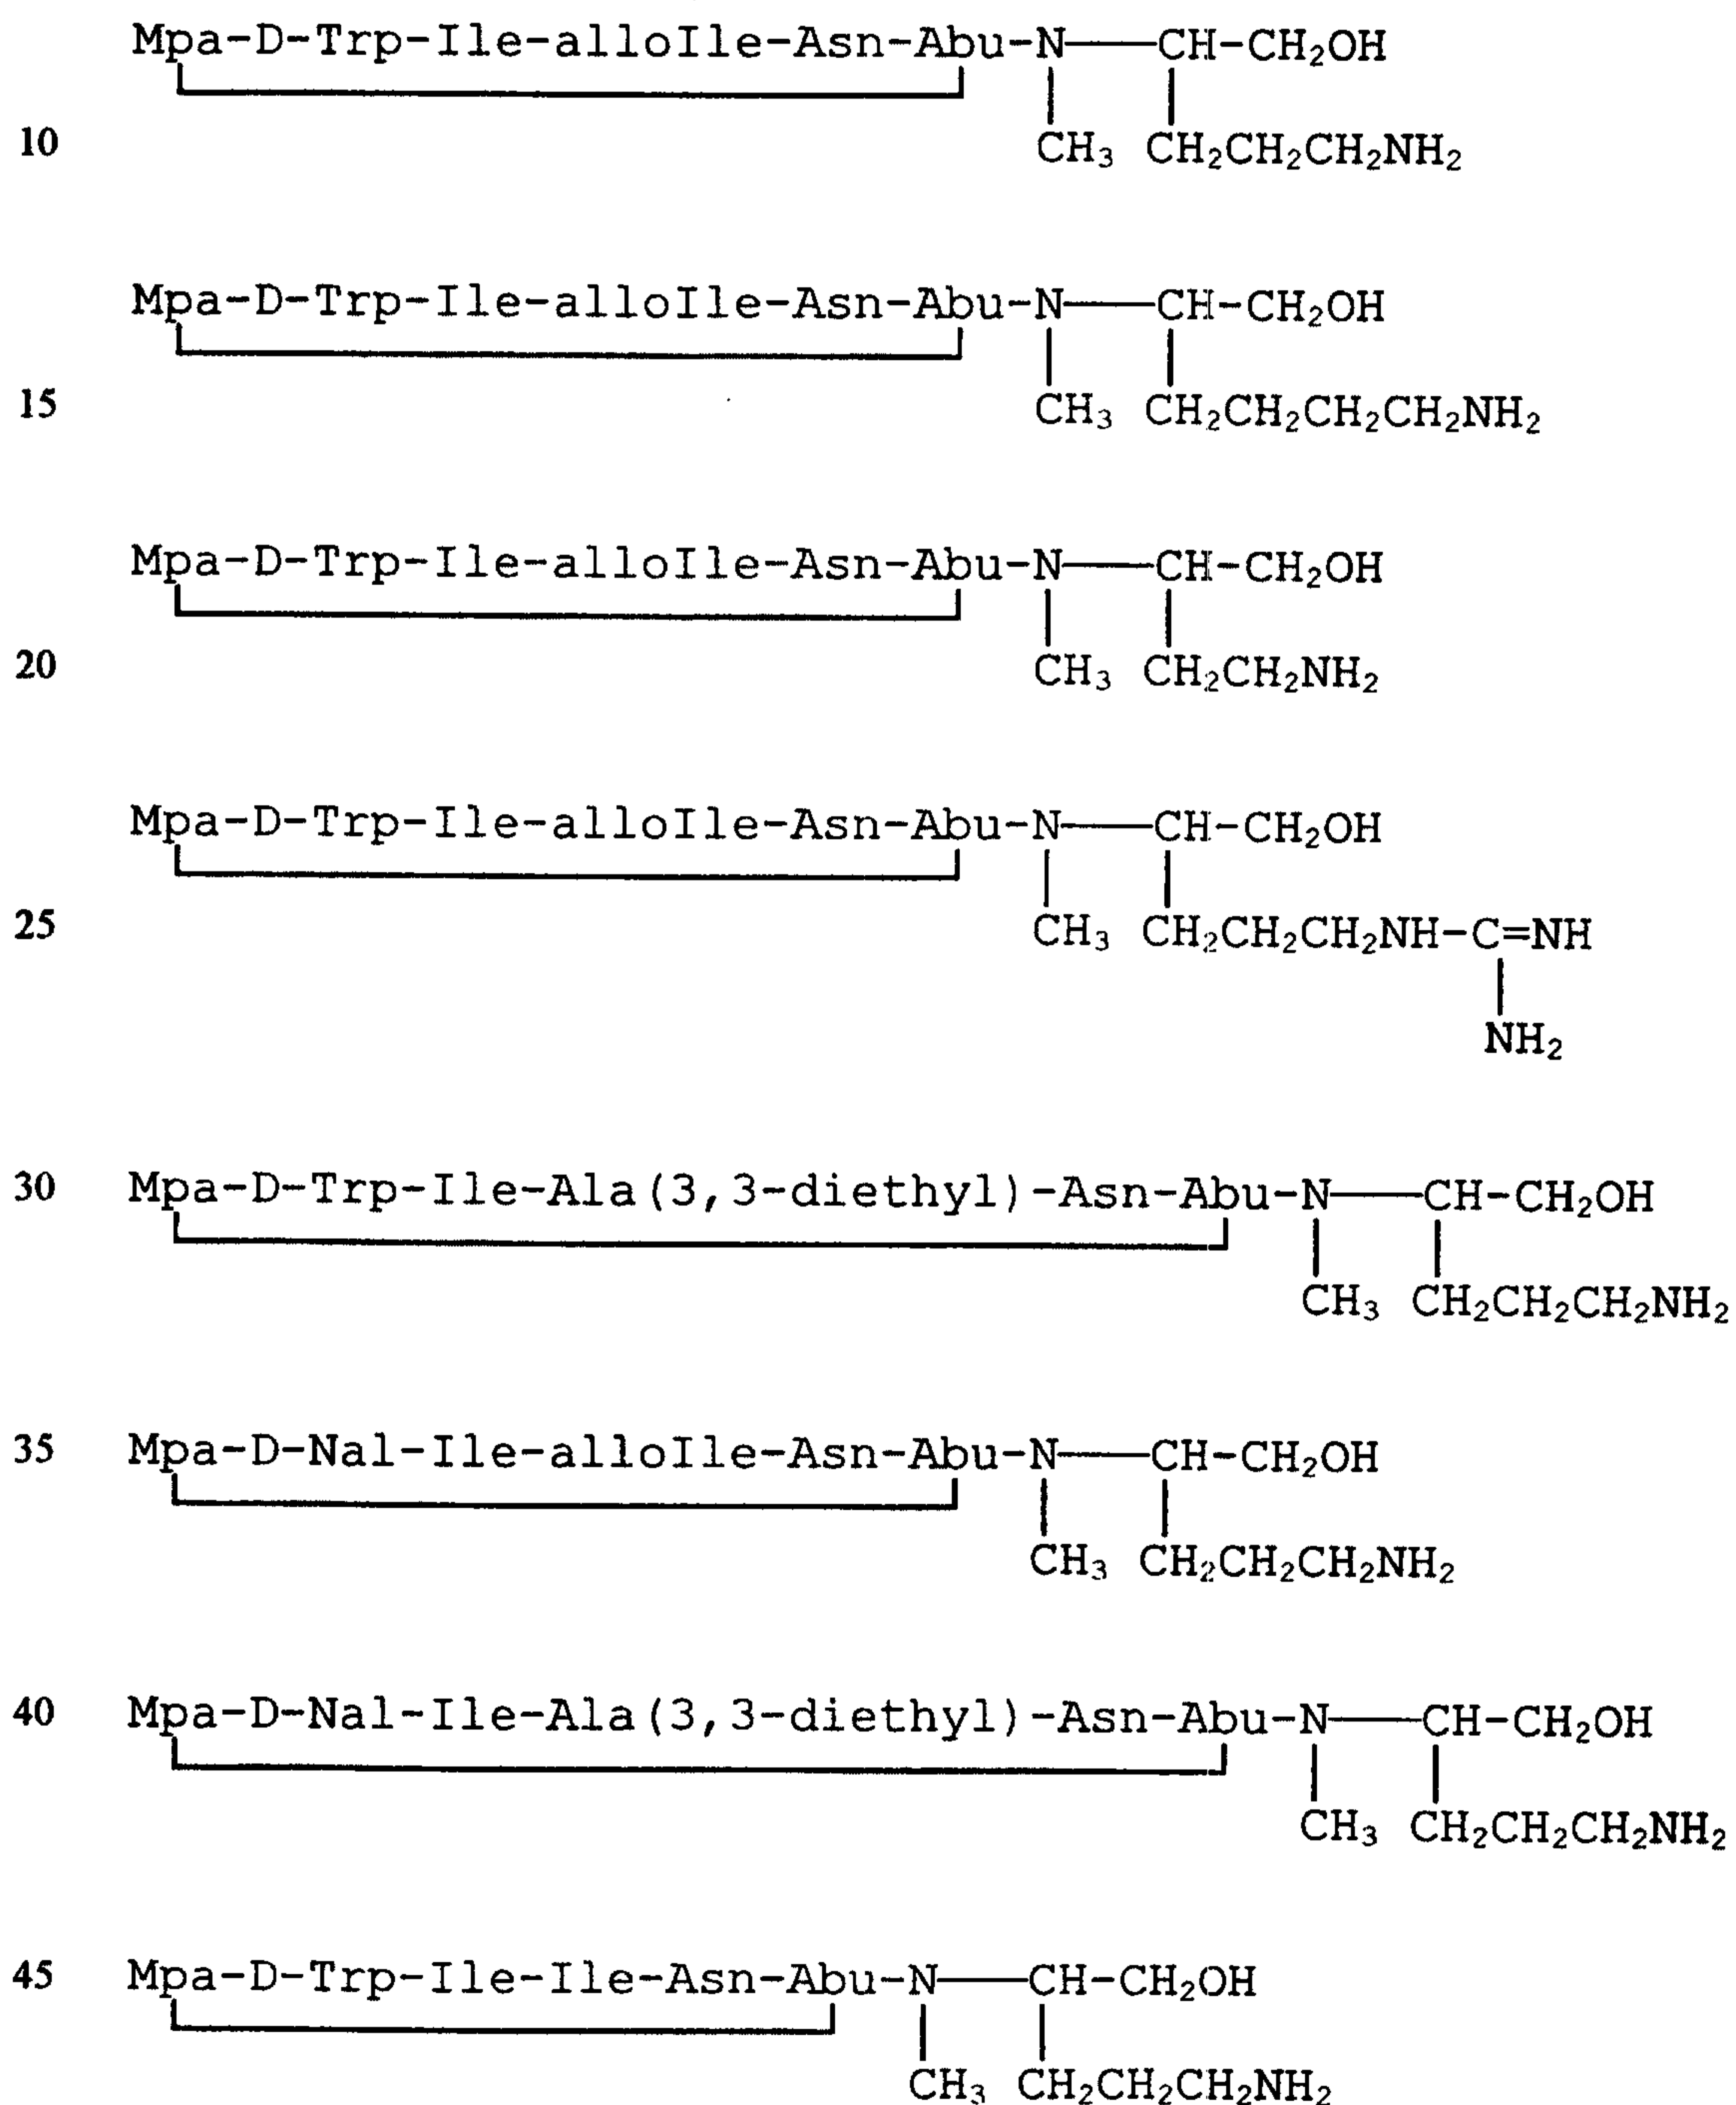 Mpa-D-Trp-Ile-alloIle-Asn-Abu-N—CH-CH₂OH
10 CH₃ CH₂CH₂CH₂NH₂
Mpa-D-Trp-Ile-alloIle-Asn-Abu-N—CH-CH₂OH
15 CH₃ CH₂CH₂CH₂CH₂NH₂
Mpa-D-Trp-Ile-alloIle-Asn-Abu-N—CH-CH₂OH
20 CH₃ CH₂CH₂NH₂
Mpa-D-Trp-Ile-alloIle-Asn-Abu-N—CH-CH₂OH
25 CH₃ CH₂CH₂CH₂NH-C=NH
NH₂
30 Mpa-D-Trp-Ile-Ala(3,3-diethyl)-Asn-Abu-N—CH-CH₂OH
CH₃ CH₂CH₂CH₂NH₂
35 Mpa-D-Nal-Ile-alloIle-Asn-Abu-N—CH-CH₂OH
CH₃ CH₂CH₂CH₂NH₂
40 Mpa-D-Nal-Ile-Ala(3,3-diethyl)-Asn-Abu-N—CH-CH₂OH
CH₃ CH₂CH₂CH₂NH₂
45 Mpa-D-Trp-Ile-Ile-Asn-Abu-N—CH-CH₂OH
CH₃ CH₂CH₂CH₂NH₂